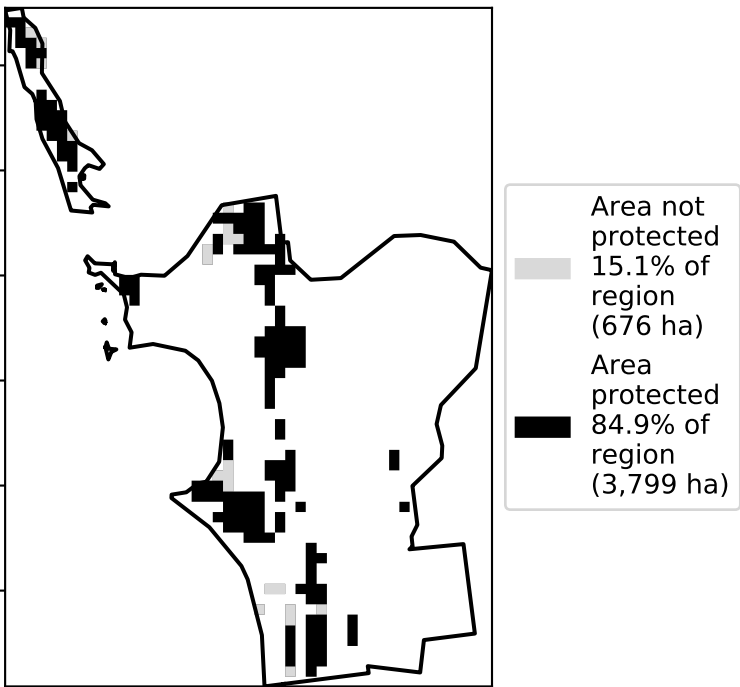 Area not
protected
15.1% of
region
(676 ha)
Area
protected
84.9% of
region
(3,799 ha)